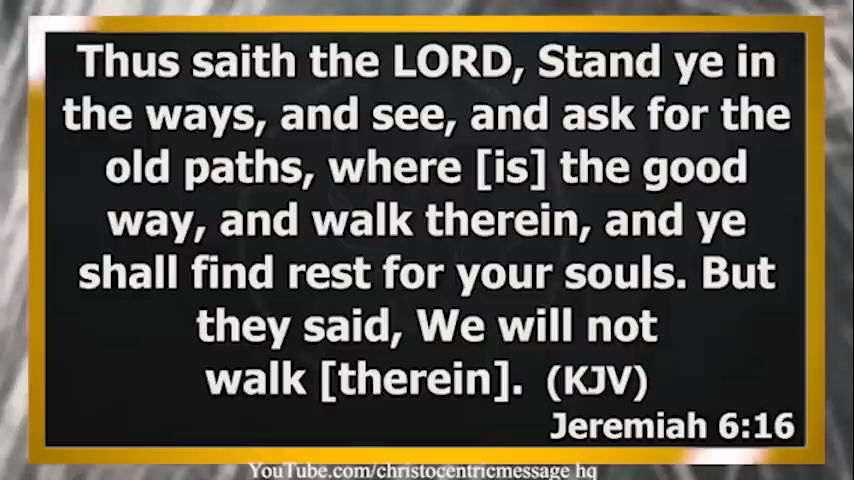 Thus saith the LORD, Stand ye in
the ways, and see, and ask for the
old paths, where [is] the good
way, and walk therein, and ye
shall find rest for your souls. But
they said, We will not
walk [therein]. (KJV)
Jeremiah 6:16
YouTube.com/christocentricmessage hq